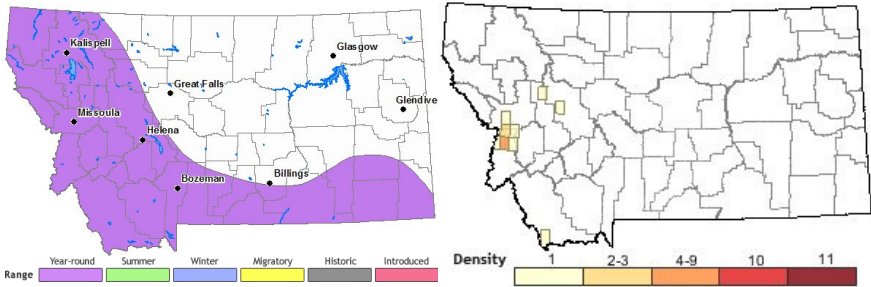 Kalispell
Glasgow
Great Falls
Glendive
Missoula
Helena
Bozeman
Billings
Range Year-round Summer Winter Migratory Historic Introduced
Density 1 2-3 4-9 10 11